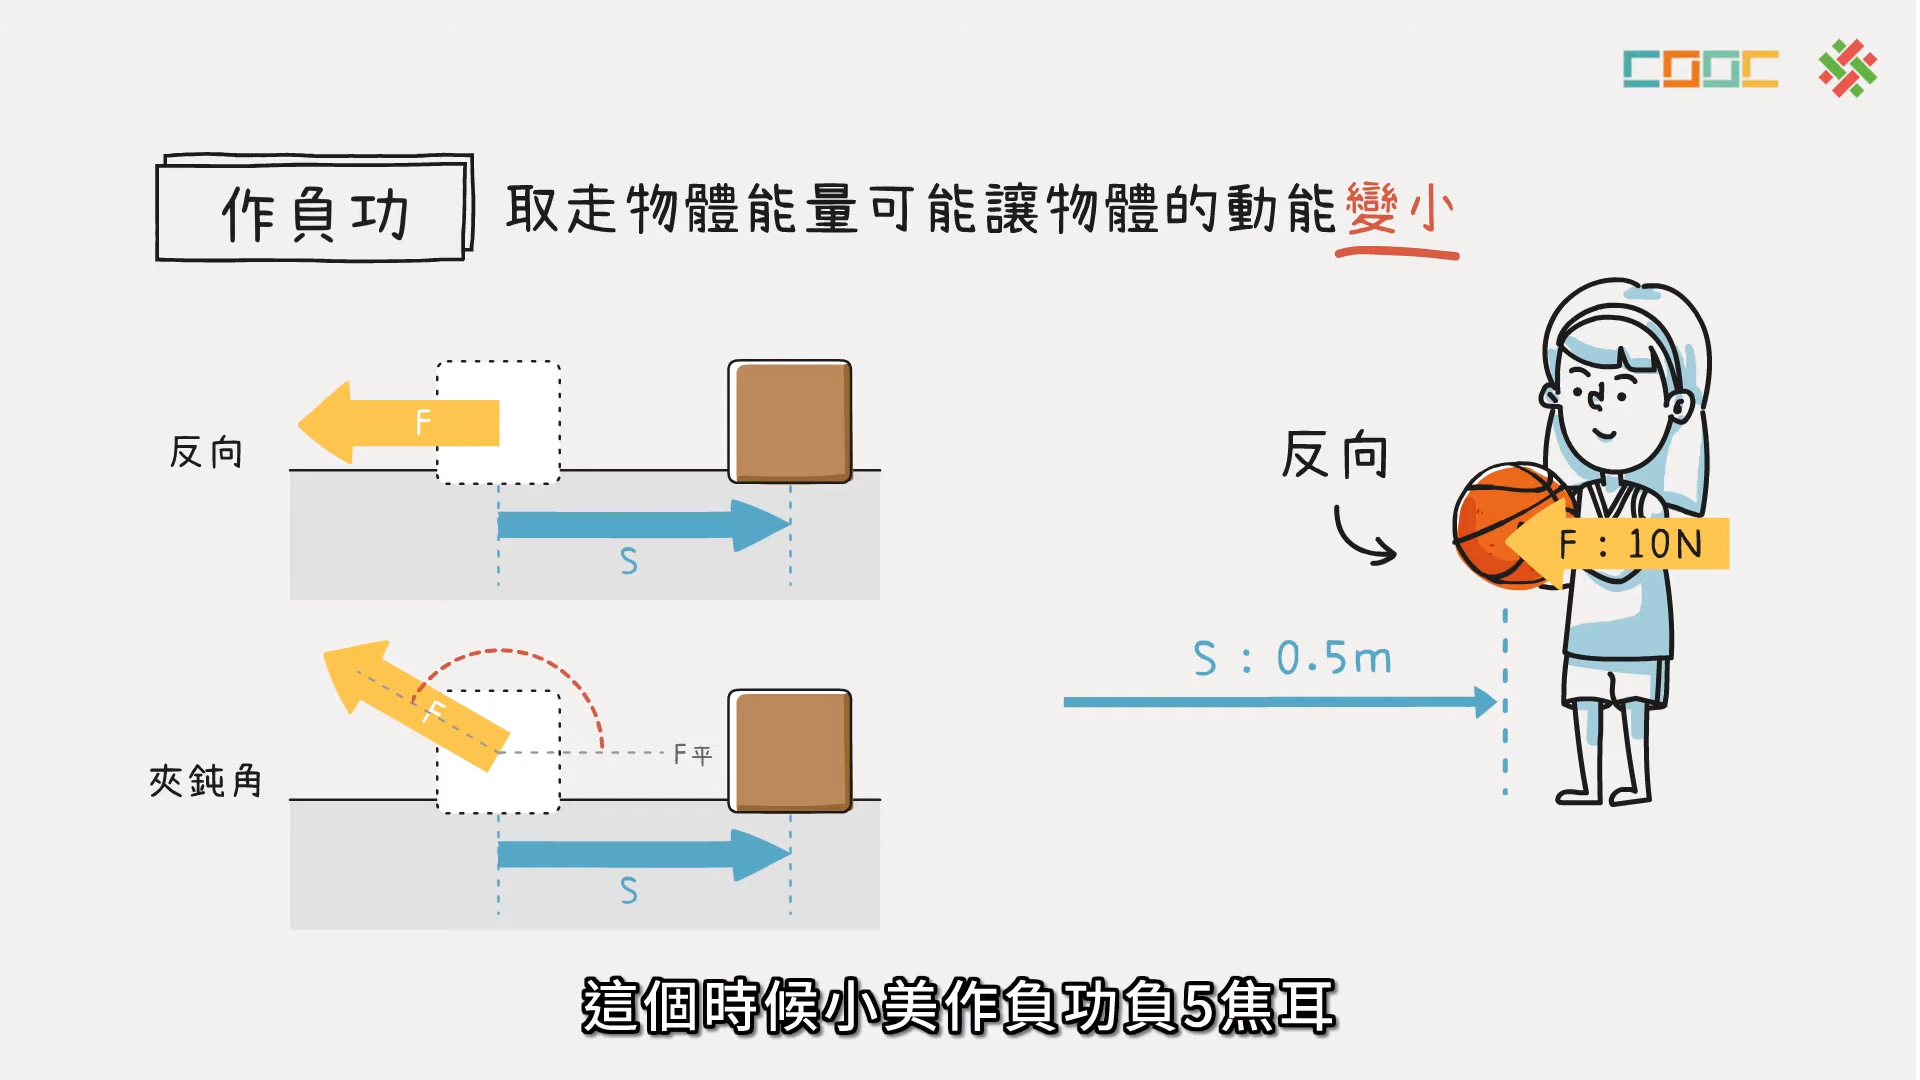 COOC
作負功
取走物體能量可能讓物體的動能變小
反向
F
S
反向
F:10N
S:0.5m
夾鈍角
F
F平
S
這個時候小美作負功負5焦耳